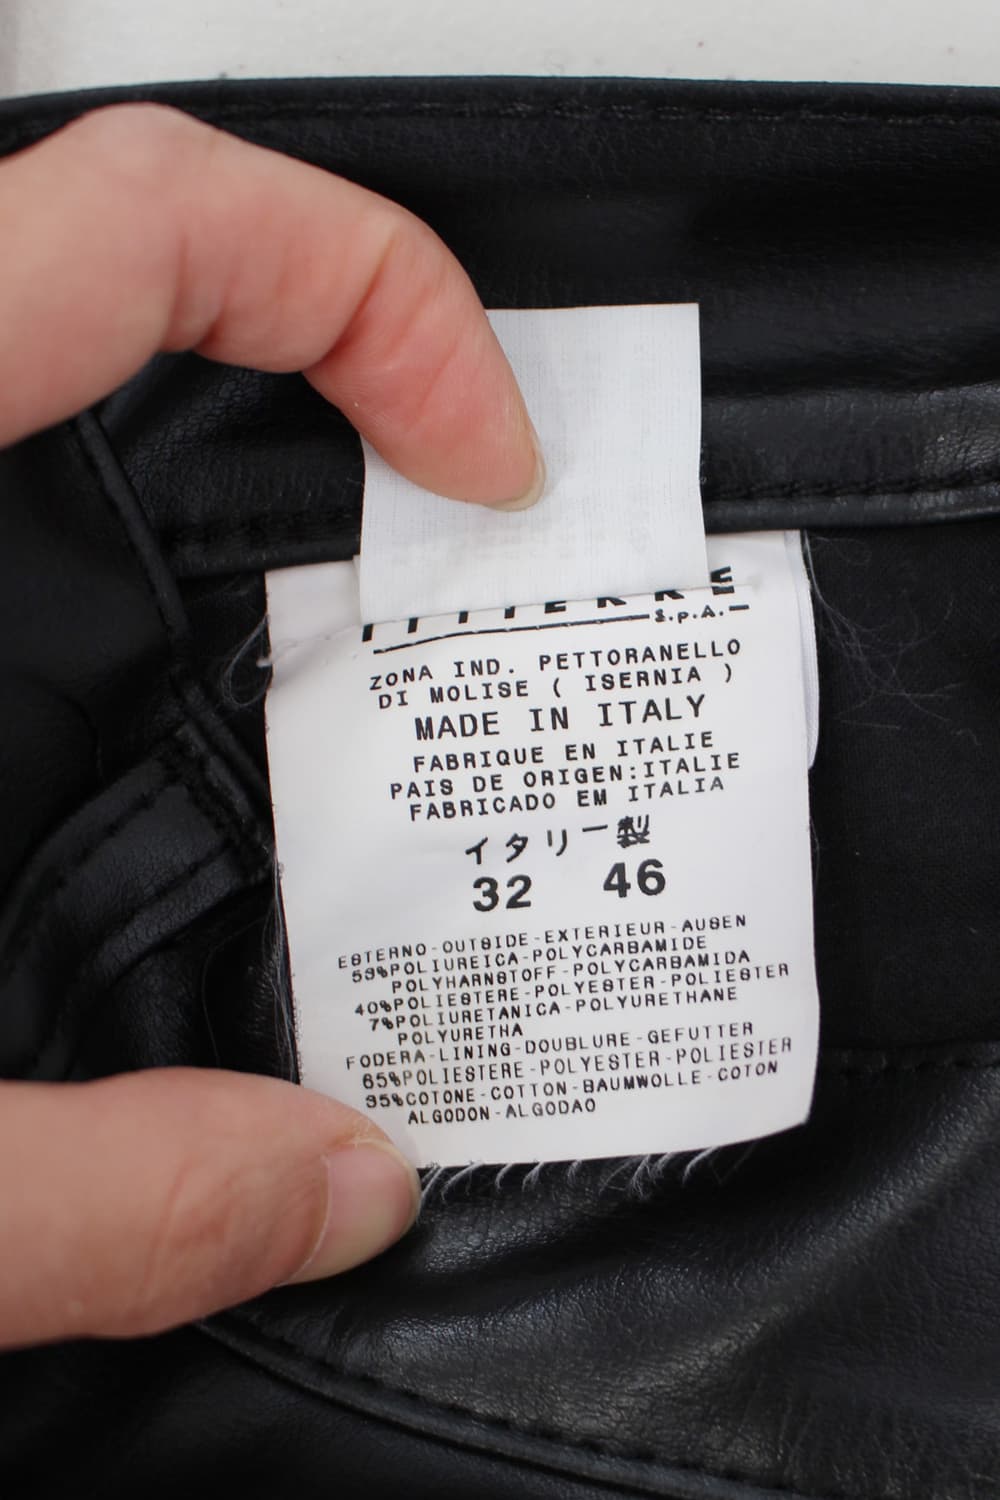 ITTIERRE
S.p.A.
ZONA IND. PETTORANELLO
DI MOLISE ( ISERNIA )
MADE IN ITALY
FABRIQUE EN ITALIE
PAIS DE ORIGEN:ITALIE
FABRICADO EM ITALIA
イタリー製
32 46
ESTERNO-OUTSIDE-EXTERIEUR-AUSEN
53%POLIUREICA-POLYCARBAMIDE
POLYHARNSTOFF-POLYCARBAMIDA
40%POLIESTERE-POLYESTER-POLIESTER
7%POLIURETANICA-POLYURETHANE
POLYURETHA
FODERA-LINING-DOUBLURE-GEFUTTER
65%POLIESTERE-POLYESTER-POLIESTER
35%COTONE-COTTON-BAUMWOLLE-COTON
ALGODON-ALGODAO